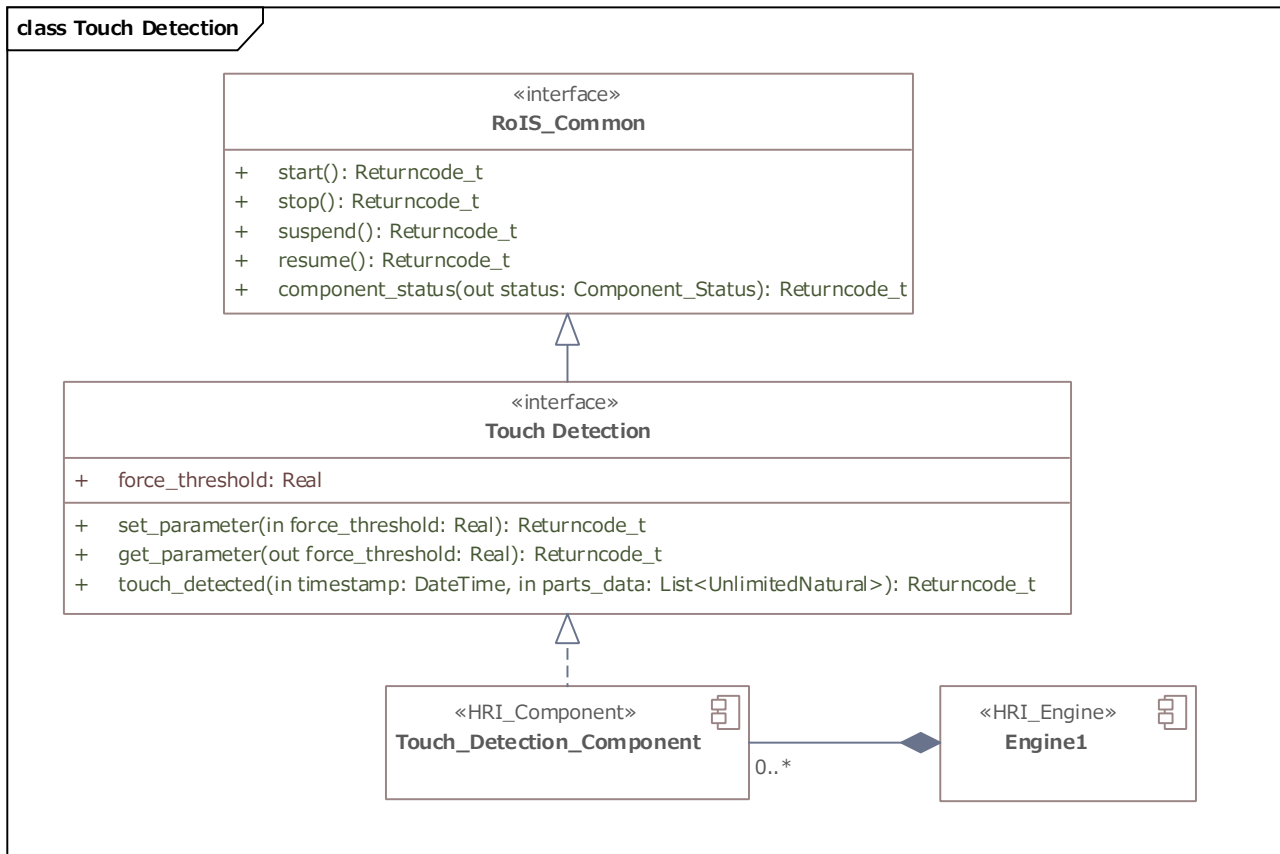 class Touch Detection
«interface»
RoIS_Common
+ start(): Returncode_t
+ stop(): Returncode_t
+ suspend(): Returncode_t
+ resume(): Returncode_t
+ component_status(out status: Component_Status): Returncode_t
«interface»
Touch Detection
+ force_threshold: Real
+ set_parameter(in force_threshold: Real): Returncode_t
+ get_parameter(out force_threshold: Real): Returncode_t
+ touch_detected(in timestamp: DateTime, in parts_data: List<UnlimitedNatural>): Returncode_t
«HRI_Component»
Touch_Detection_Component
0..*
«HRI_Engine»
Engine1